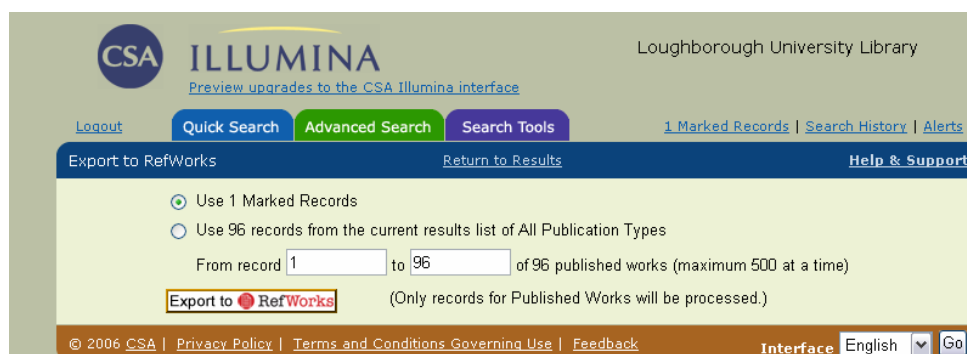 CSA ILLUMINA Loughborough University Library
Preview upgrades to the CSA Illumina interface
Logout Quick Search Advanced Search Search Tools 1 Marked Records | Search History | Alerts
Export to RefWorks Return to Results Help & Support
Use 1 Marked Records
Use 96 records from the current results list of All Publication Types
From record 1 to 96 of 96 published works (maximum 500 at a time)
Export to RefWorks (Only records for Published Works will be processed.)
© 2006 CSA | Privacy Policy | Terms and Conditions Governing Use | Feedback Interface English Go